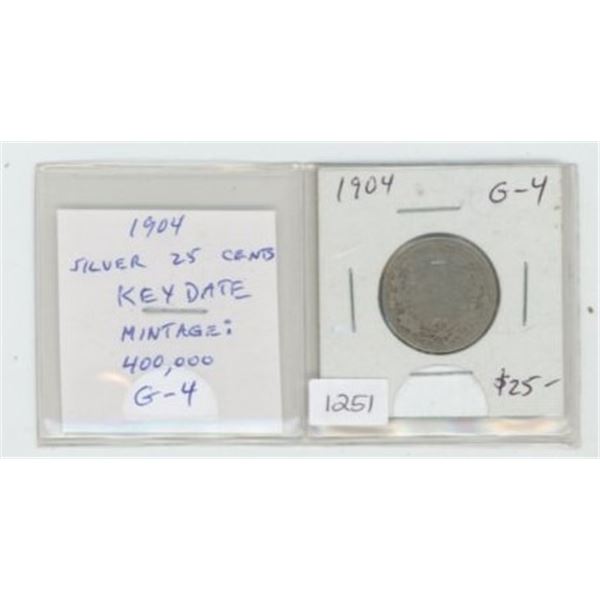 1904
SILVER 25 CENTS
KEY DATE
MINTAGE:
400,000
G-4
1904 G-4
$25-
1251